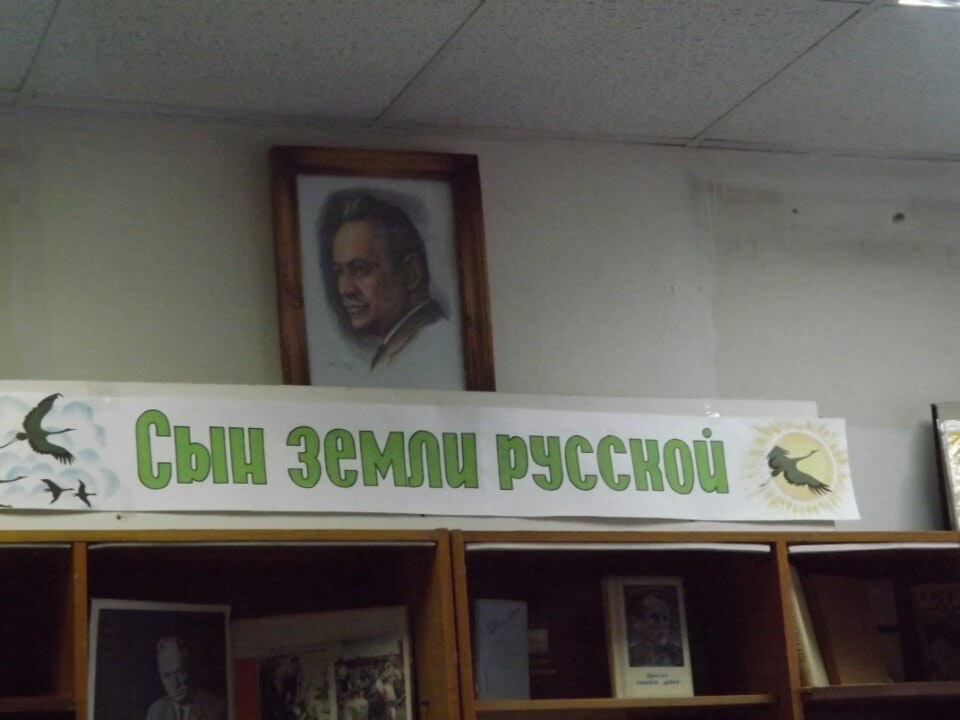 Сын земли русской